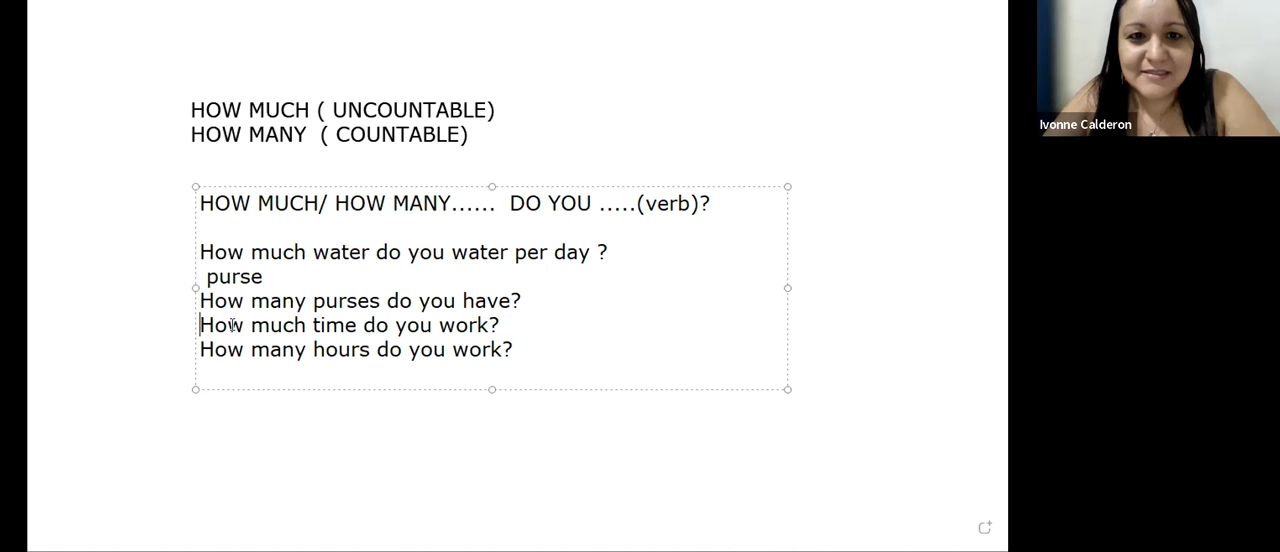 HOW MUCH ( UNCOUNTABLE)
HOW MANY ( COUNTABLE)
HOW MUCH/ HOW MANY...... DO YOU .....(verb)?
How much water do you water per day ?
purse
How many purses do you have?
How much time do you work?
How many hours do you work?
Ivonne Calderon